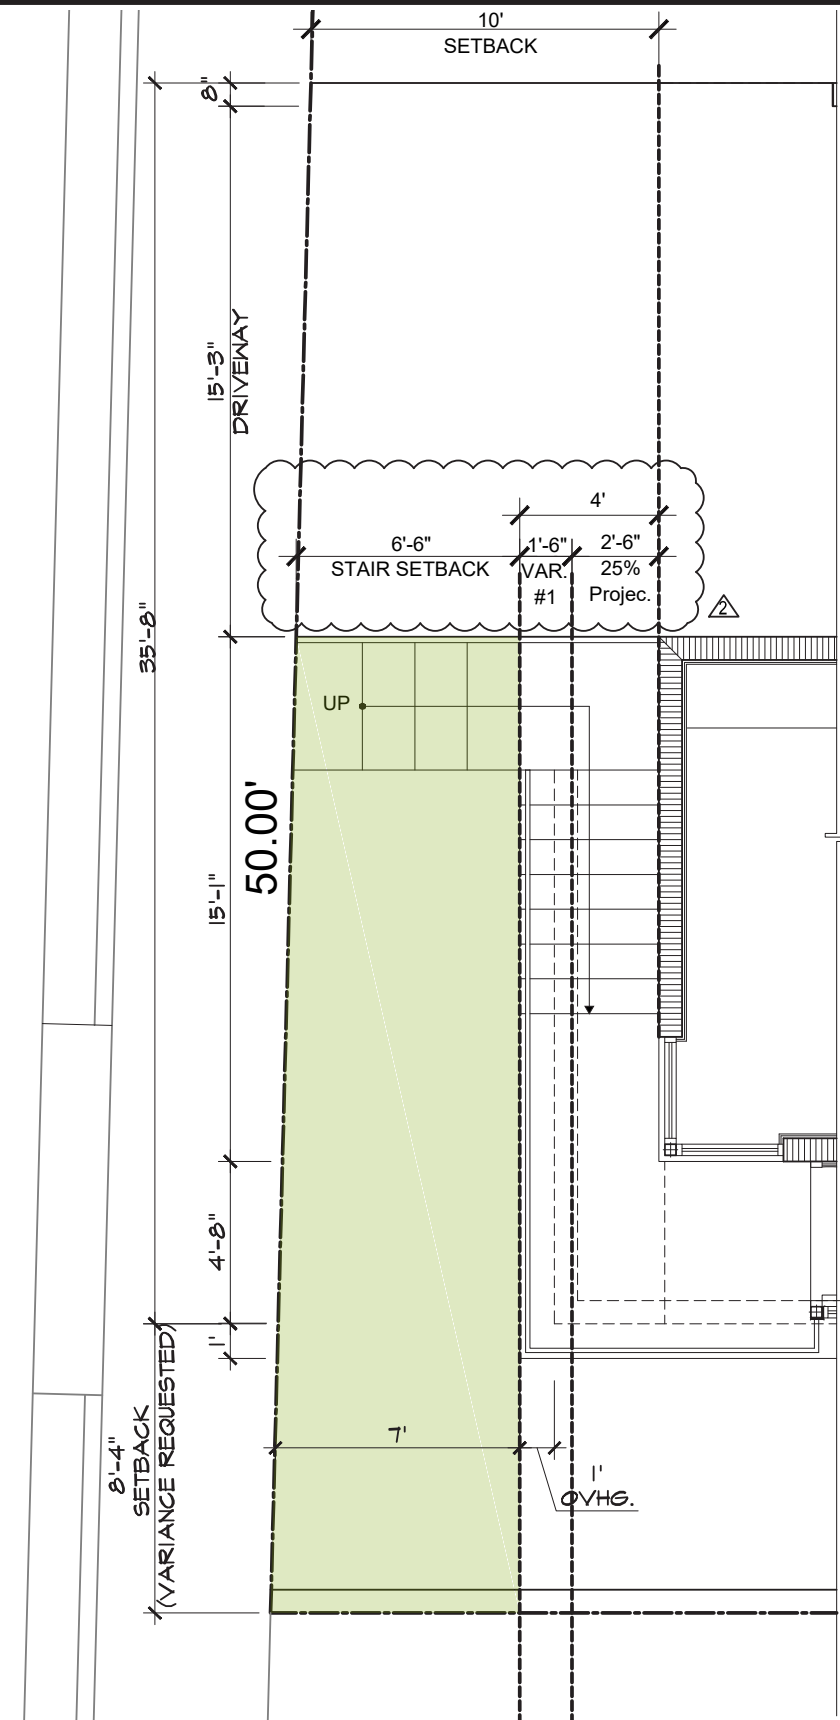 10'
SETBACK
8"
15'-3"
DRIVEWAY
4'
6'-6"
STAIR SETBACK
1'-6"
VAR.
#1
2'-6"
25%
Projec.
2
35'-8"
UP
50.00'
15'-1"
4'-8"
1'
8'-4"
SETBACK
(VARIANCE REQUESTED)
7'
1'
OVHG.